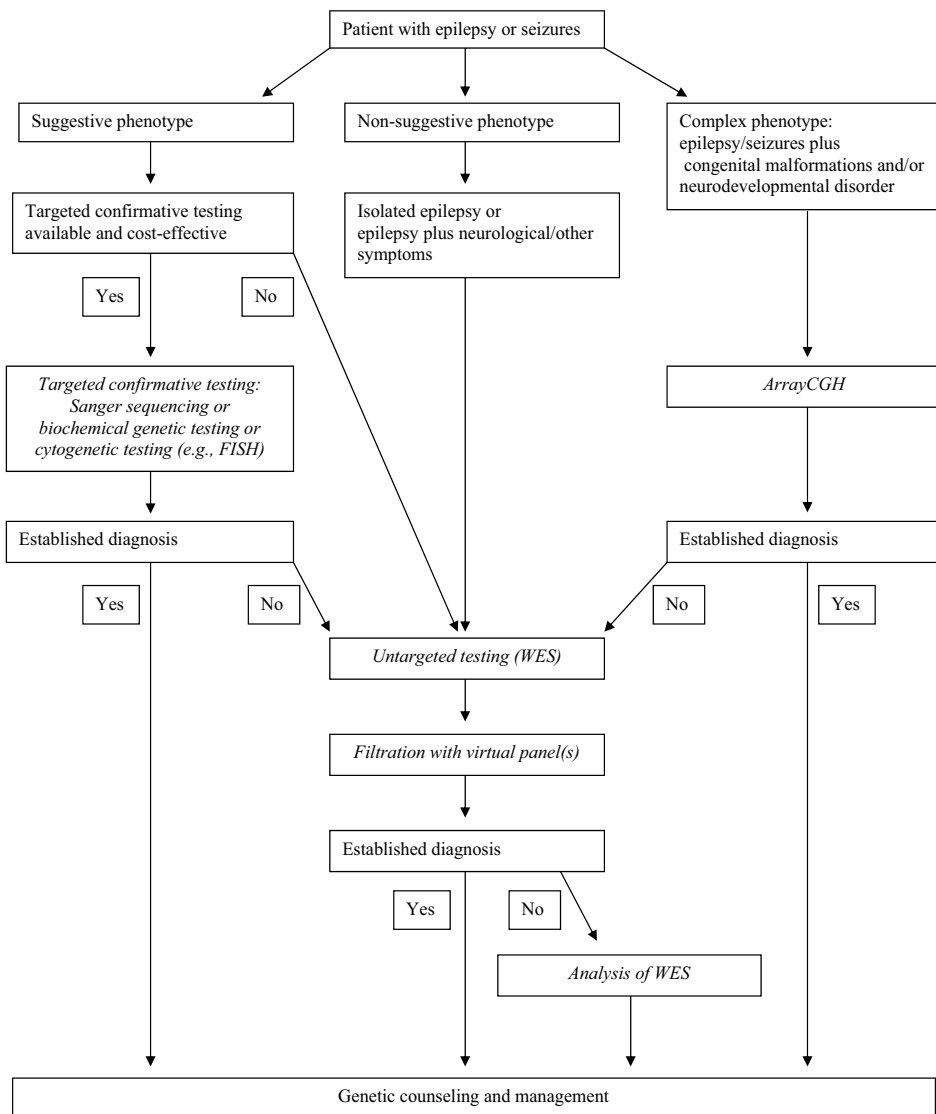 Patient with epilepsy or seizures
Suggestive phenotype
Non-suggestive phenotype
Complex phenotype:
epilepsy/seizures plus
congenital malformations and/or
neurodevelopmental disorder
Targeted confirmative testing
available and cost-effective
Isolated epilepsy or
epilepsy plus neurological/other
symptoms
Yes
No
Targeted confirmative testing:
Sanger sequencing or
biochemical genetic testing or
cytogenetic testing (e.g., FISH)
ArrayCGH
Established diagnosis
Established diagnosis
Yes
No
No
Yes
Untargeted testing (WES)
Filtration with virtual panel(s)
Established diagnosis
Yes
No
Analysis of WES
Genetic counseling and management